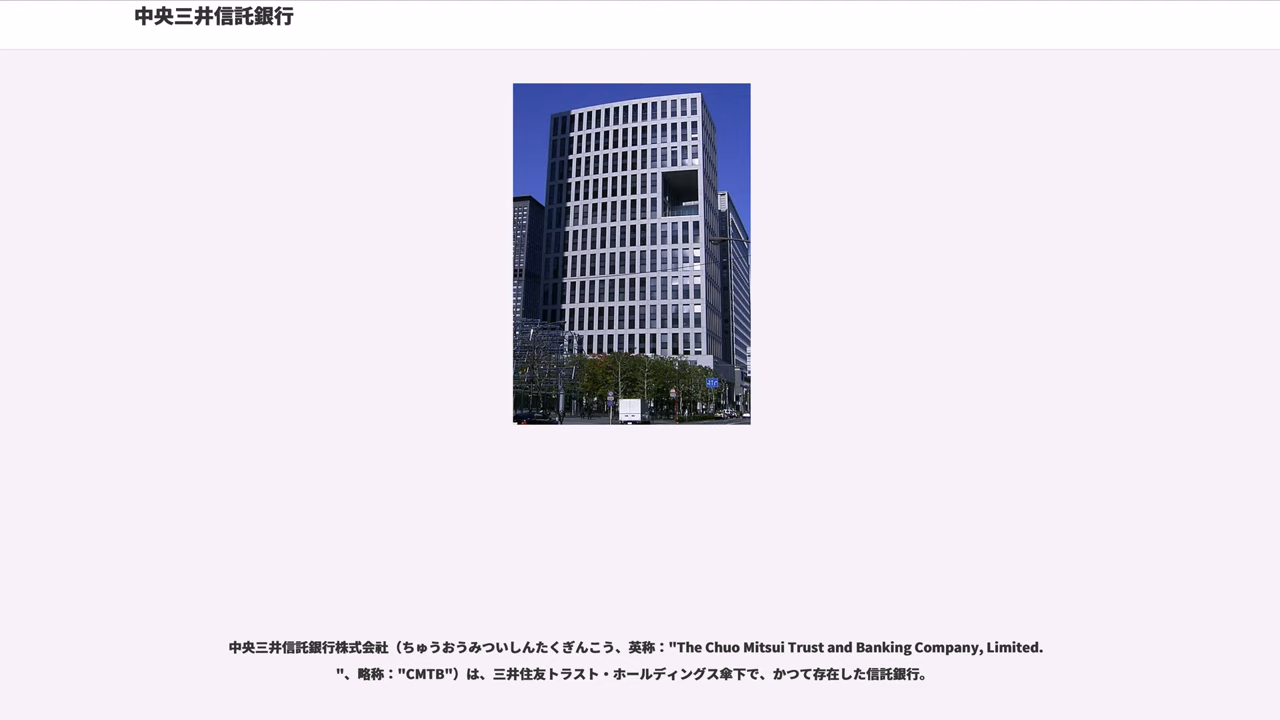 中央三井信託銀行
中央三井信託銀行株式会社（ちゅうおうみついしんたくぎんこう、英称："The Chuo Mitsui Trust and Banking Company, Limited.
"、略称："CMTB"）は、三井住友トラスト・ホールディングス傘下で、かつて存在した信託銀行。